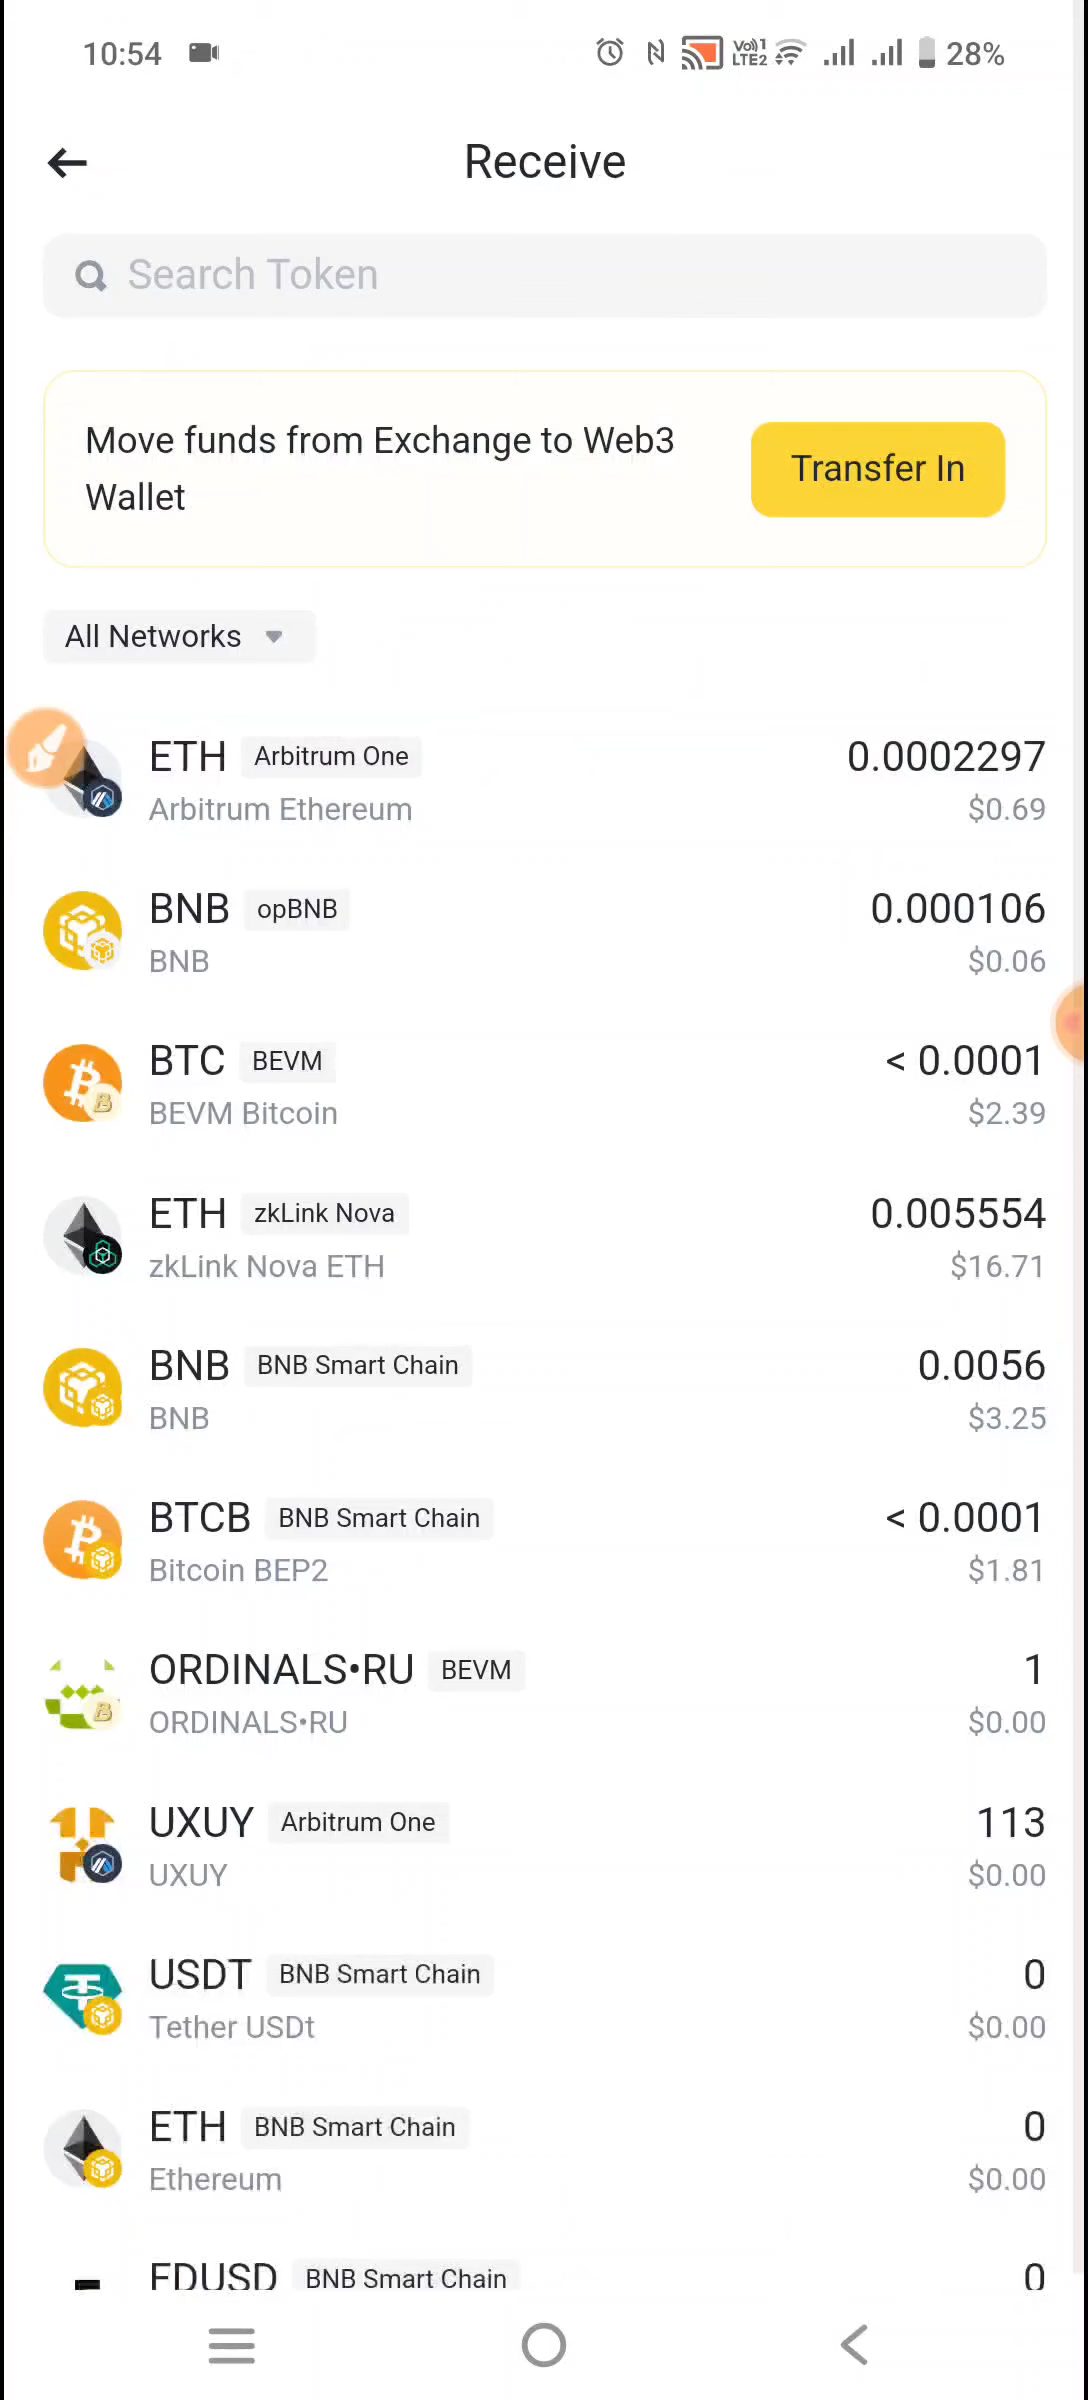 10:54 Vo)) 1 LTE2 28%
Receive
Search Token
Move funds from Exchange to Web3
Wallet
Transfer In
All Networks
ETH Arbitrum One 0.0002297
Arbitrum Ethereum $0.69
BNB opBNB 0.000106
BNB $0.06
BTC BEVM < 0.0001
BEVM Bitcoin $2.39
ETH zkLink Nova 0.005554
zkLink Nova ETH $16.71
BNB BNB Smart Chain 0.0056
BNB $3.25
BTCB BNB Smart Chain < 0.0001
Bitcoin BEP2 $1.81
ORDINALS•RU BEVM 1
ORDINALS•RU $0.00
UXUY Arbitrum One 113
UXUY $0.00
USDT BNB Smart Chain 0
Tether USDt $0.00
ETH BNB Smart Chain 0
Ethereum $0.00
FDUSD BNB Smart Chain 0